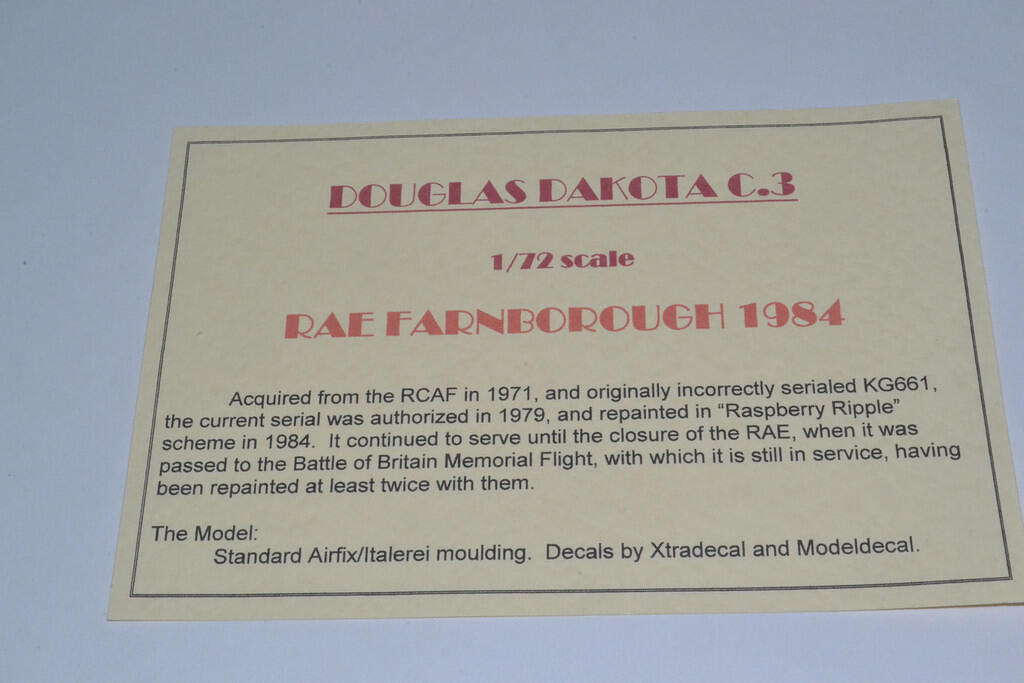 DOUGLAS DAKOTA C.3
1/72 scale
RAE FARNBOROUGH 1984
Acquired from the RCAF in 1971, and originally incorrectly serialed KG661,
the current serial was authorized in 1979, and repainted in “Raspberry Ripple”
scheme in 1984. It continued to serve until the closure of the RAE, when it was
passed to the Battle of Britain Memorial Flight, with which it is still in service, having
been repainted at least twice with them.
The Model:
Standard Airfix/Italerei moulding. Decals by Xtradecal and Modeldecal.